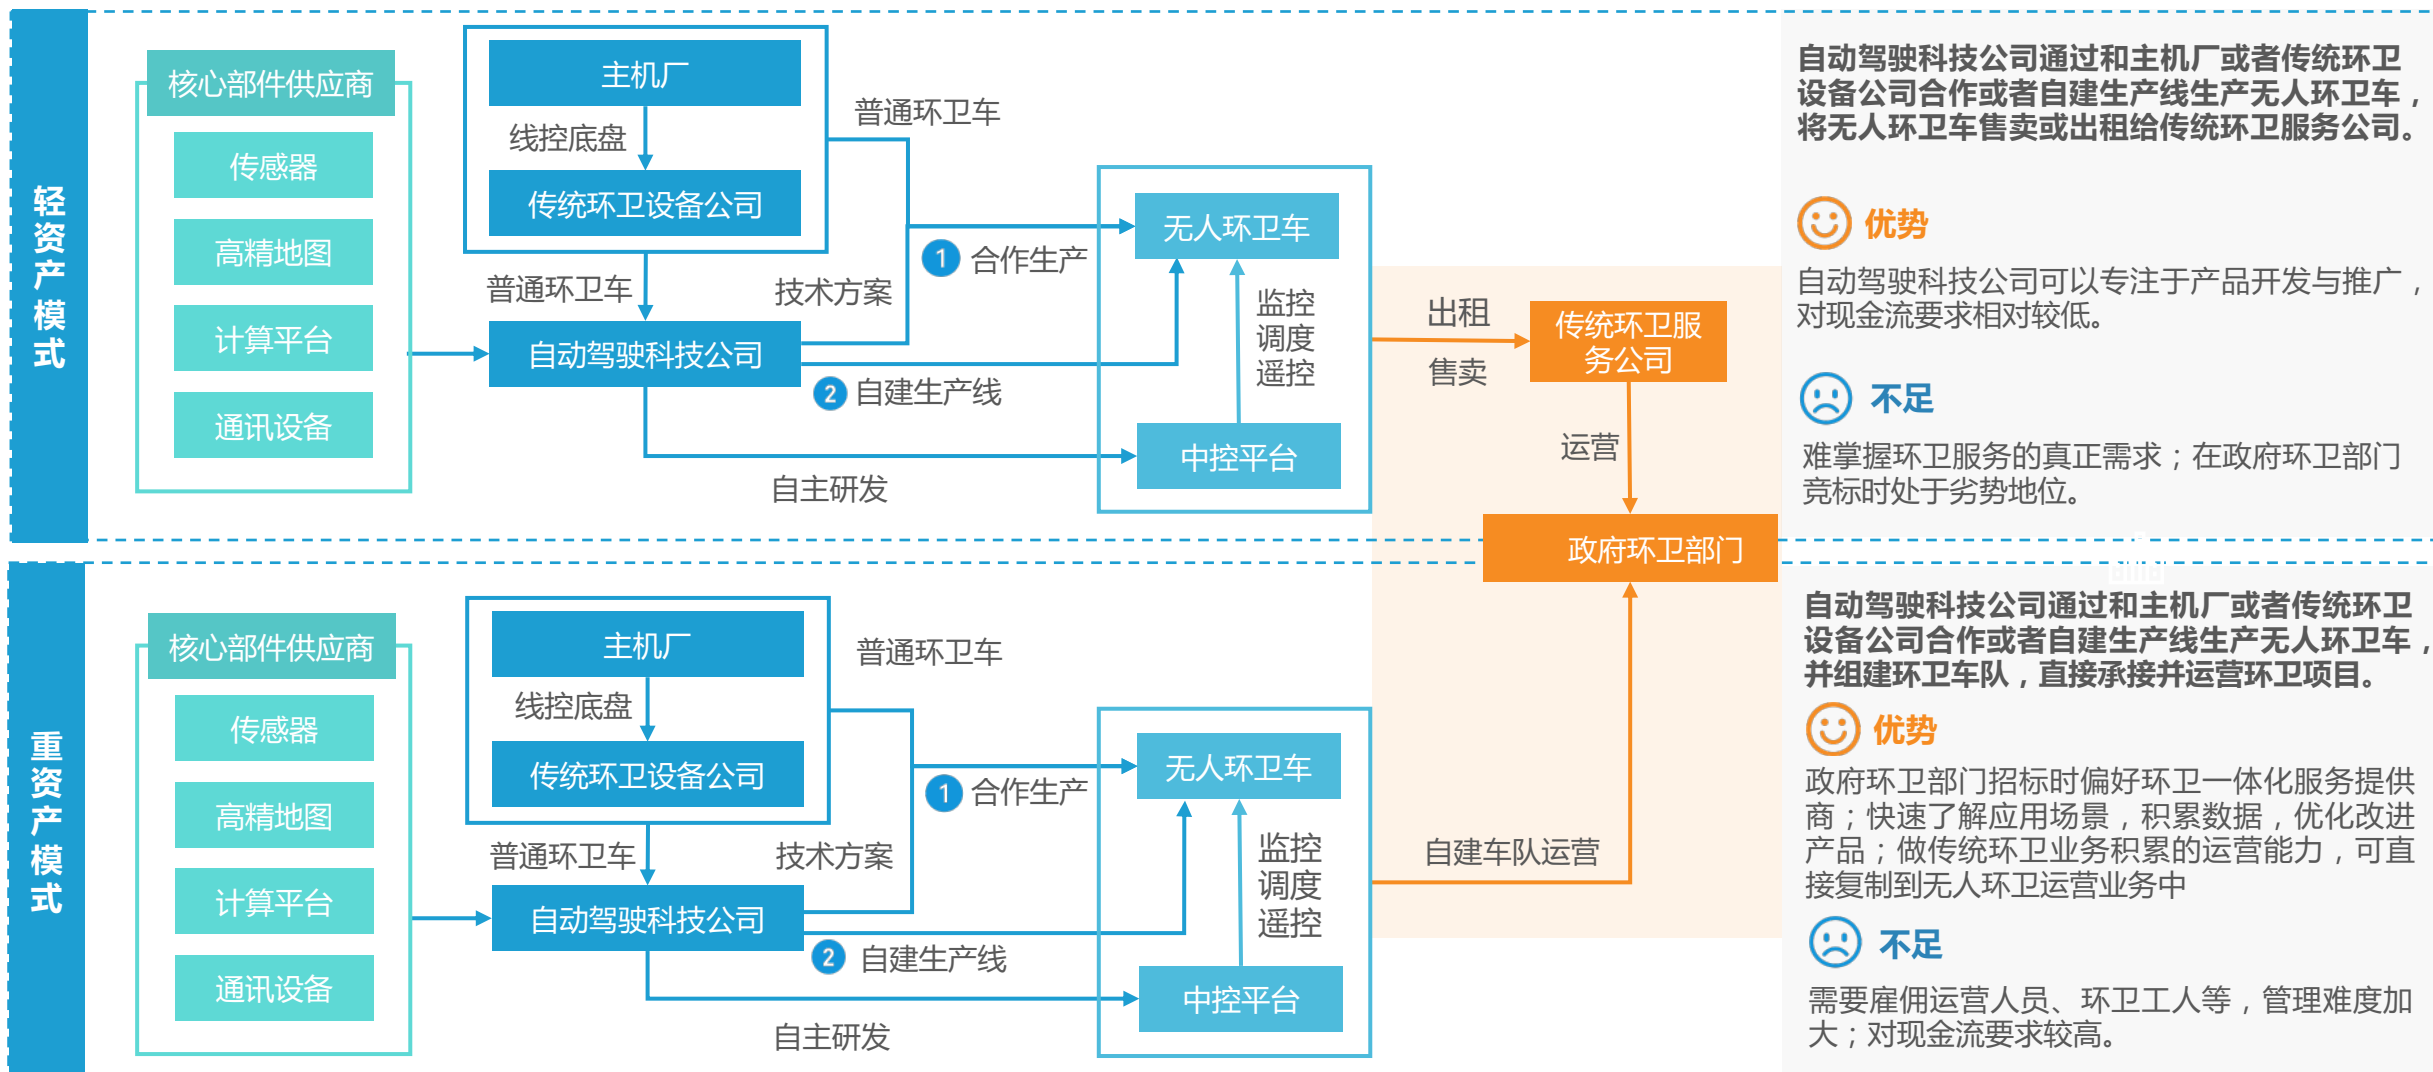 轻资产模式
核心部件供应商
传感器
高精地图
计算平台
通讯设备
主机厂
线控底盘
传统环卫设备公司
普通环卫车
自动驾驶科技公司
普通环卫车
技术方案
1 合作生产
2 自建生产线
自主研发
无人环卫车
监控
调度
遥控
中控平台
出租
售卖
传统环卫服
务公司
运营
政府环卫部门
自动驾驶科技公司通过和主机厂或者传统环卫
设备公司合作或者自建生产线生产无人环卫车，
将无人环卫车售卖或出租给传统环卫服务公司。
优势
自动驾驶科技公司可以专注于产品开发与推广，
对现金流要求相对较低。
不足
难掌握环卫服务的真正需求；在政府环卫部门
竞标时处于劣势地位。
重资产模式
核心部件供应商
传感器
高精地图
计算平台
通讯设备
主机厂
线控底盘
传统环卫设备公司
普通环卫车
自动驾驶科技公司
普通环卫车
技术方案
1 合作生产
2 自建生产线
自主研发
无人环卫车
监控
调度
遥控
中控平台
自建车队运营
自动驾驶科技公司通过和主机厂或者传统环卫
设备公司合作或者自建生产线生产无人环卫车，
并组建环卫车队，直接承接并运营环卫项目。
优势
政府环卫部门招标时偏好环卫一体化服务提供
商；快速了解应用场景，积累数据，优化改进
产品；做传统环卫业务积累的运营能力，可直
接复制到无人环卫运营业务中
不足
需要雇佣运营人员、环卫工人等，管理难度加
大；对现金流要求较高。